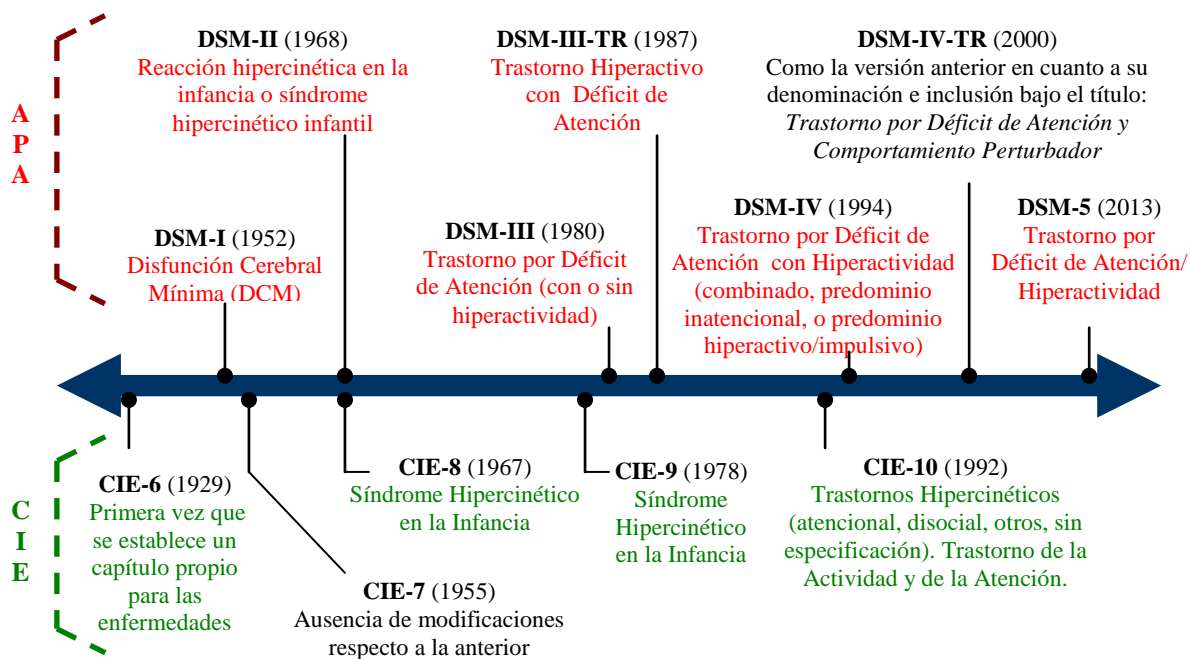 A
P
A
DSM-II (1968)
Reacción hipercinética en la
infancia o síndrome
hipercinético infantil
DSM-III-TR (1987)
Trastorno Hiperactivo
con Déficit de
Atención
DSM-IV-TR (2000)
Como la versión anterior en cuanto a su
denominación e inclusión bajo el título:
Trastorno por Déficit de Atención y
Comportamiento Perturbador
DSM-I (1952)
Disfunción Cerebral
Mínima (DCM)
DSM-III (1980)
Trastorno por Déficit
de Atención (con o sin
hiperactividad)
DSM-IV (1994)
Trastorno por Déficit de
Atención con Hiperactividad
(combinado, predominio
inatencional, o predominio
hiperactivo/impulsivo)
DSM-5 (2013)
Trastorno por
Déficit de Atención/
Hiperactividad
C
I
E
CIE-6 (1929)
Primera vez que
se establece un
capítulo propio
para las
enfermedades
CIE-7 (1955)
Ausencia de modificaciones
respecto a la anterior
CIE-8 (1967)
Síndrome Hipercinético
en la Infancia
CIE-9 (1978)
Síndrome
Hipercinético
en la Infancia
CIE-10 (1992)
Trastornos Hipercinéticos
(atencional, disocial, otros, sin
especificación). Trastorno de la
Actividad y de la Atención.